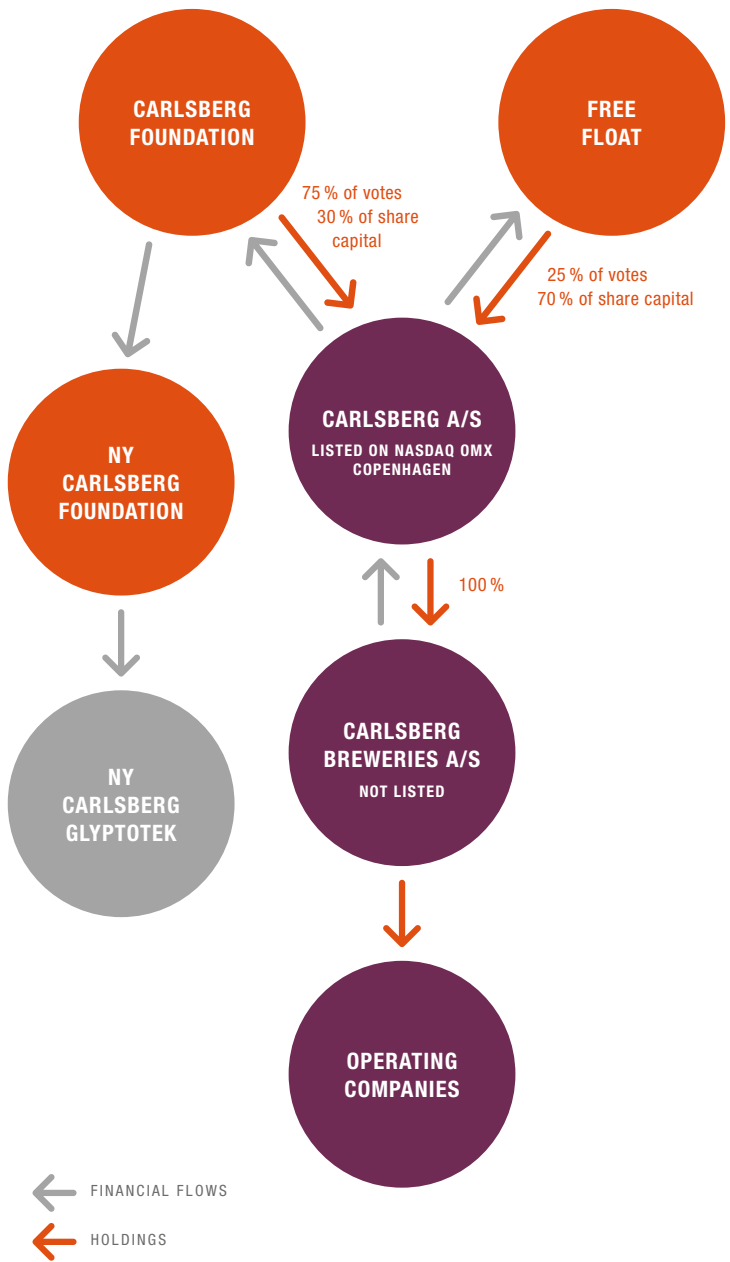 CARLSBERG
FOUNDATION
FREE
FLOAT
75 % of votes
30 % of share
capital
25 % of votes
70 % of share capital
CARLSBERG A/S
LISTED ON NASDAQ OMX
COPENHAGEN
NY
CARLSBERG
FOUNDATION
100 %
CARLSBERG
BREWERIES A/S
NOT LISTED
NY
CARLSBERG
GLYPTOTEK
OPERATING
COMPANIES
FINANCIAL FLOWS
HOLDINGS